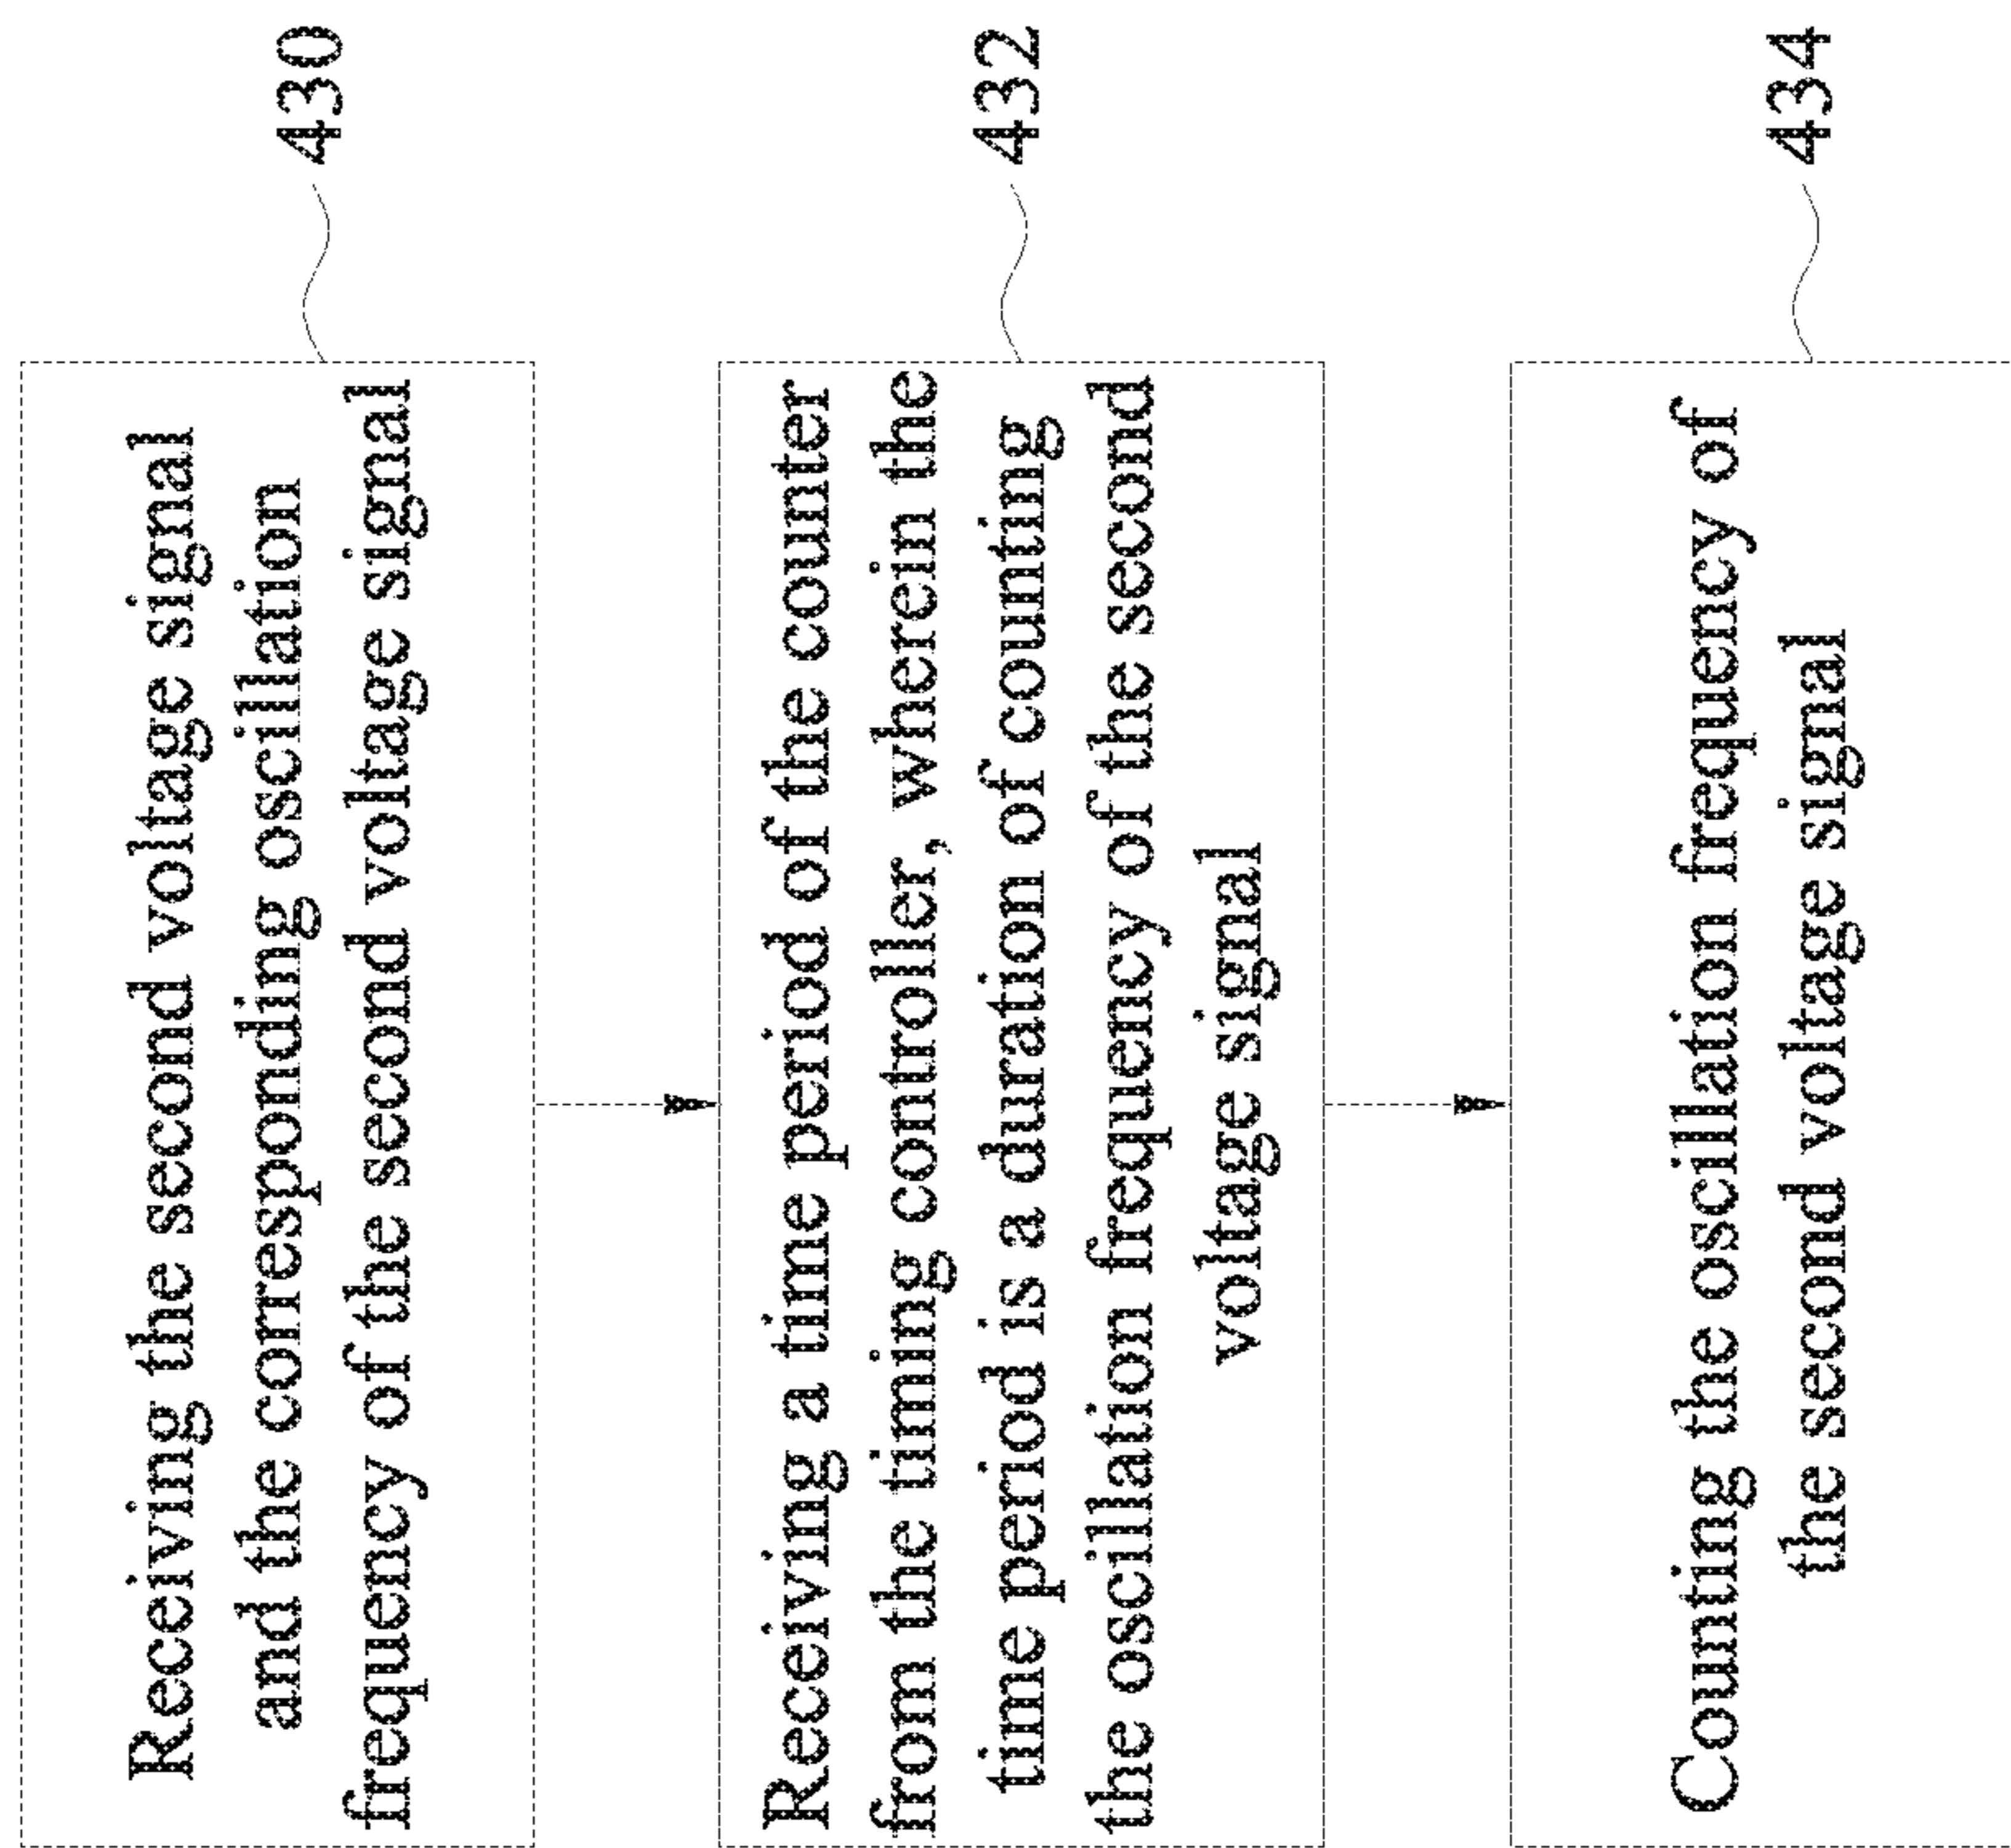 Receiving the second voltage signal
and the corresponding oscillation
frequency of the second voltage signal
430
Receiving a time period of the counter
from the timing controller, wherein the
time period is a duration of counting
the oscillation frequency of the second
voltage signal
432
Counting the oscillation frequency of
the second voltage signal
434